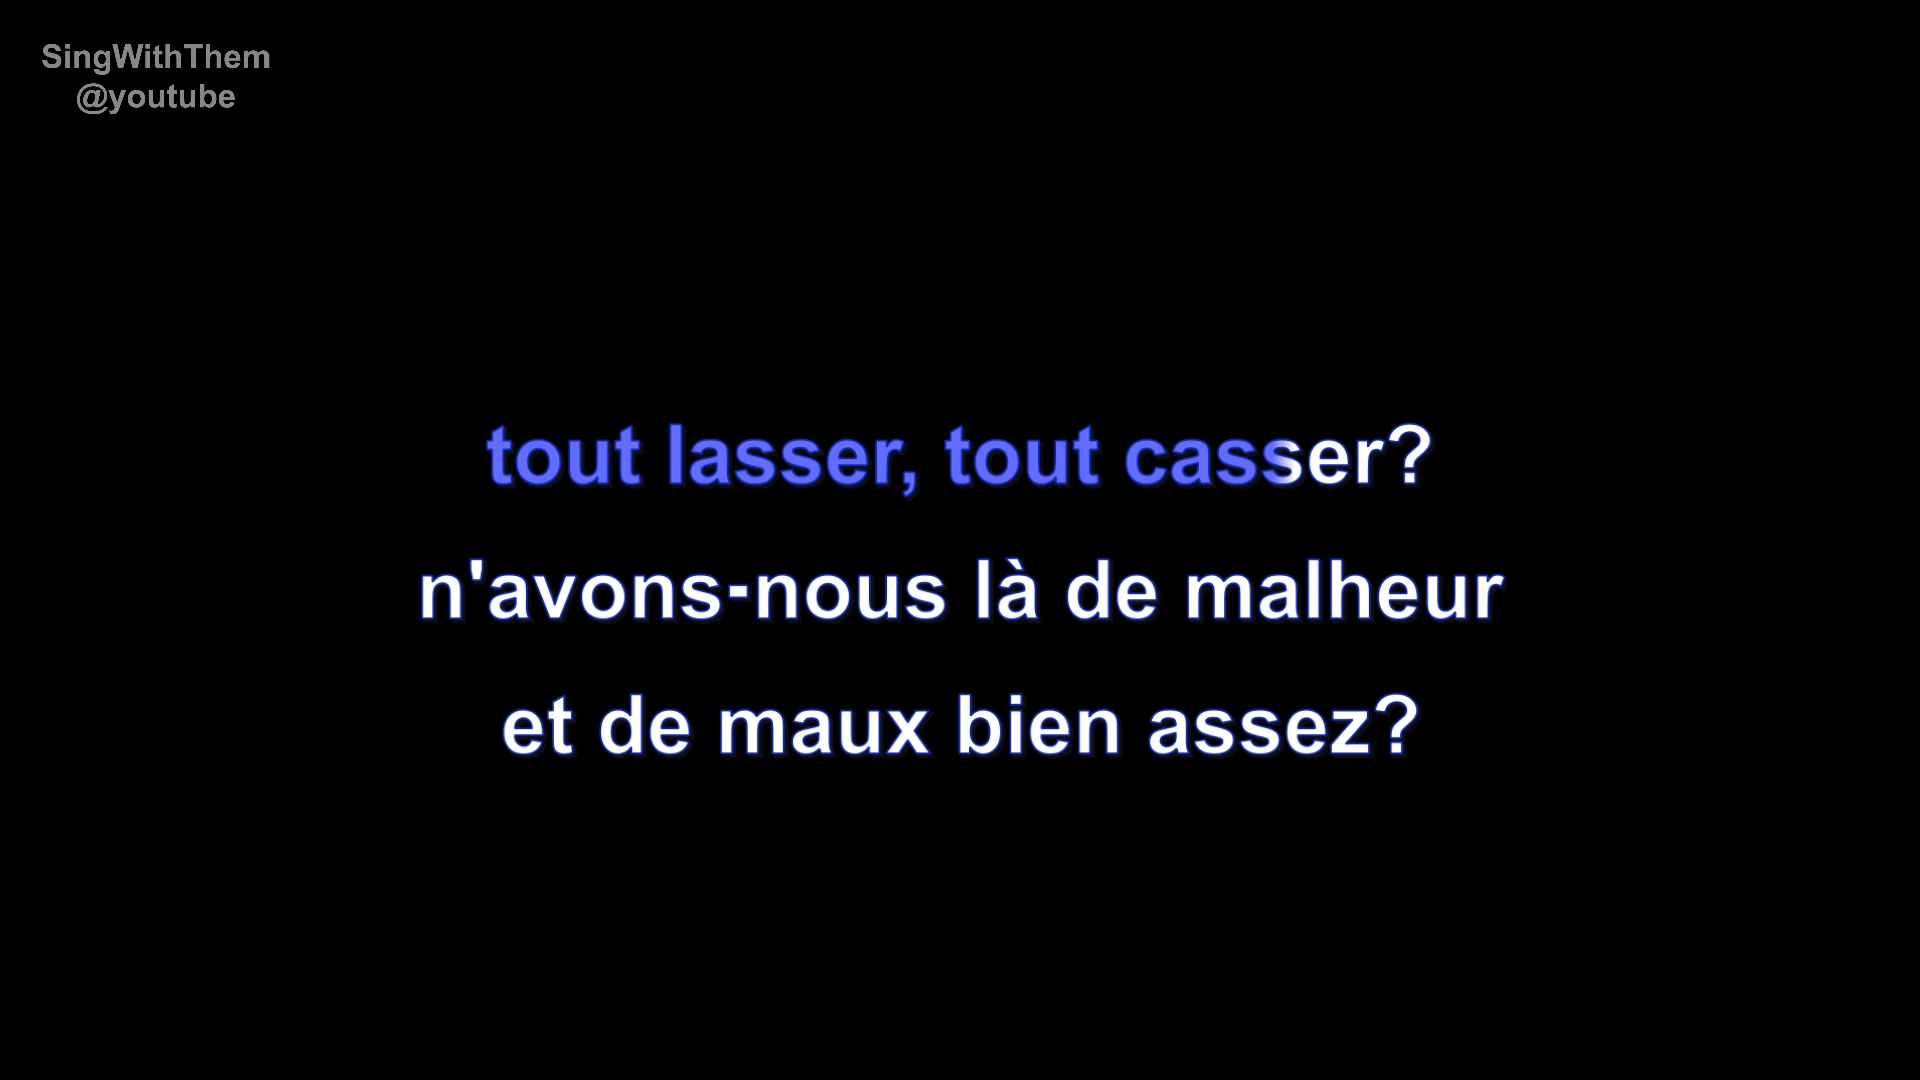 SingWithThem
@youtube
tout lasser, tout casser?
n'avons-nous là de malheur
et de maux bien assez?